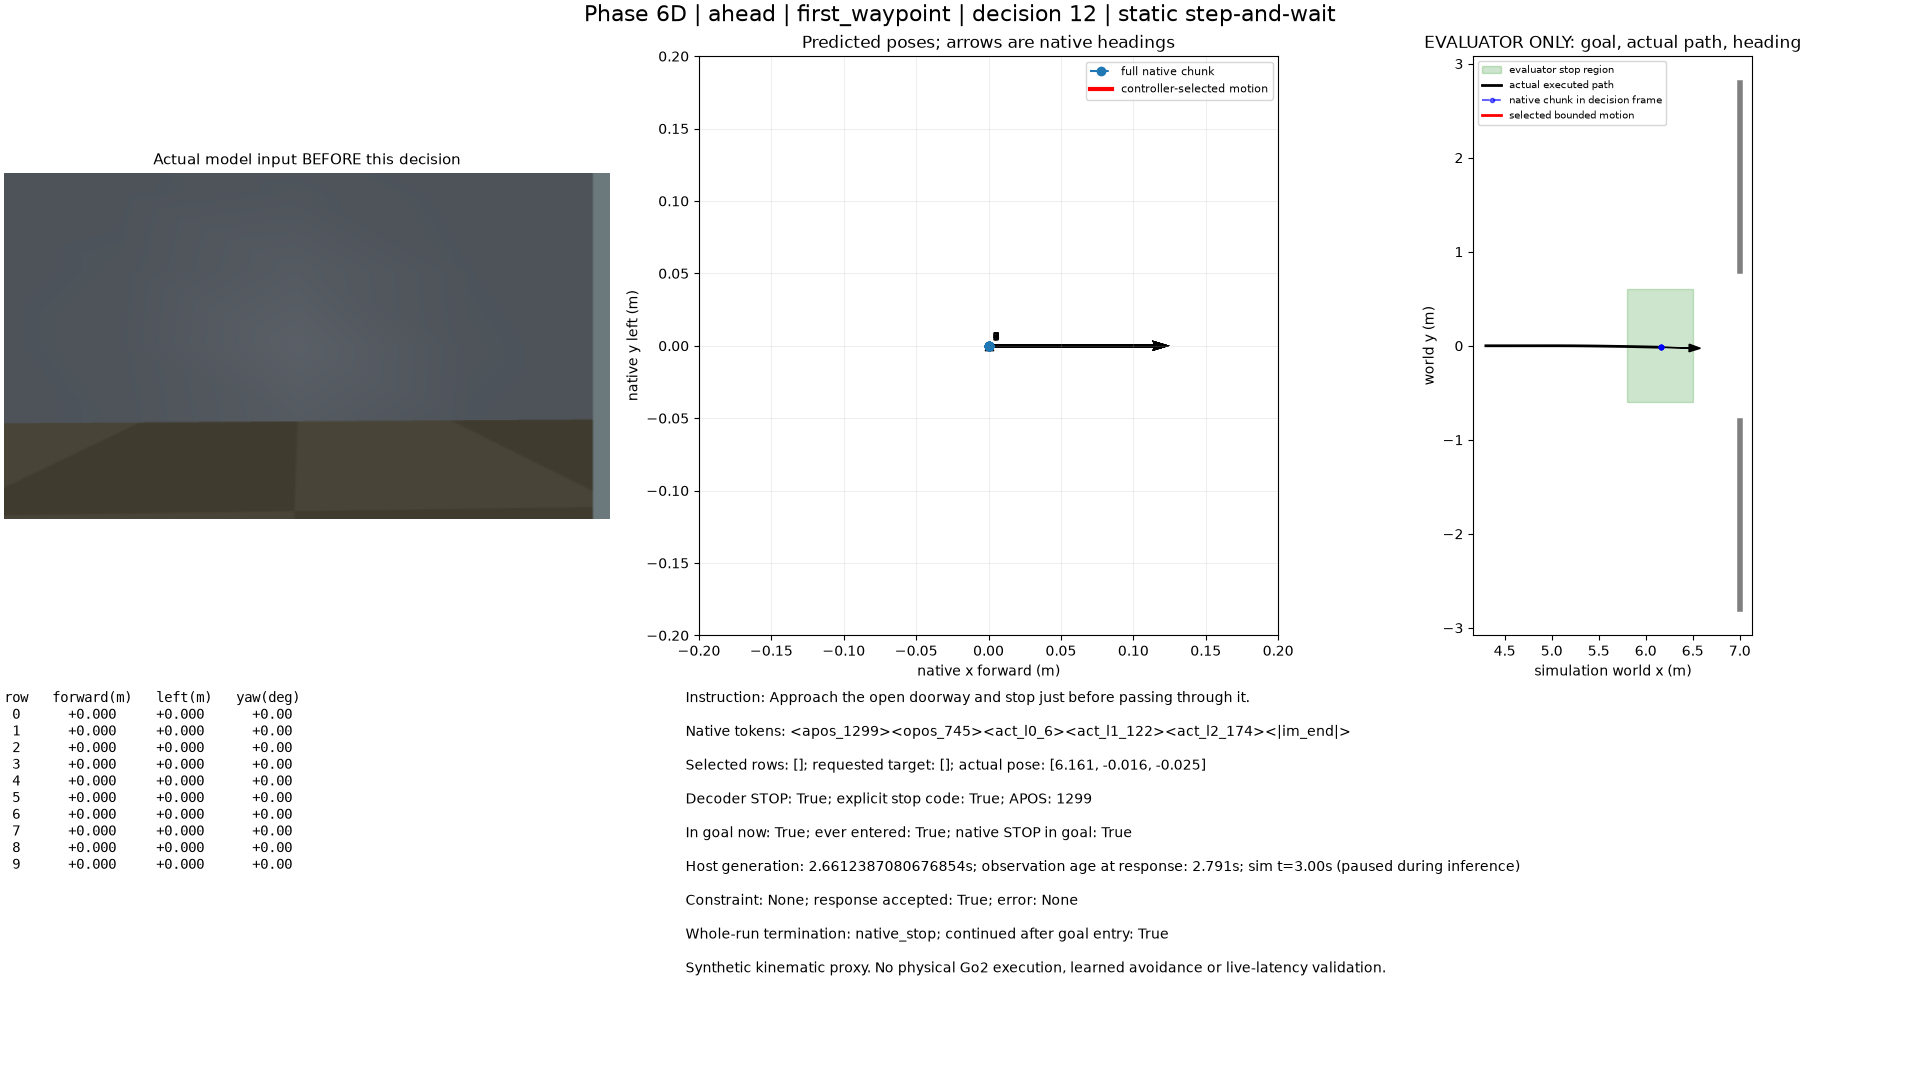 Phase 6D | ahead | first_waypoint | decision 12 | static step-and-wait
Actual model input BEFORE this decision
Predicted poses; arrows are native headings
full native chunk
controller-selected motion
0.20
0.15
0.10
0.05
0.00
−0.05
−0.10
−0.15
−0.20
native y left (m)
−0.20 −0.15 −0.10 −0.05 0.00 0.05 0.10 0.15 0.20
native x forward (m)
EVALUATOR ONLY: goal, actual path, heading
evaluator stop region
actual executed path
native chunk in decision frame
selected bounded motion
3
2
1
0
−1
−2
−3
world y (m)
4.5 5.0 5.5 6.0 6.5 7.0
simulation world x (m)
row forward(m) left(m) yaw(deg)
0 +0.000 +0.000 +0.00
1 +0.000 +0.000 +0.00
2 +0.000 +0.000 +0.00
3 +0.000 +0.000 +0.00
4 +0.000 +0.000 +0.00
5 +0.000 +0.000 +0.00
6 +0.000 +0.000 +0.00
7 +0.000 +0.000 +0.00
8 +0.000 +0.000 +0.00
9 +0.000 +0.000 +0.00
Instruction: Approach the open doorway and stop just before passing through it.
Native tokens: <apos_1299><opos_745><act_l0_6><act_l1_122><act_l2_174><|im_end|>
Selected rows: []; requested target: []; actual pose: [6.161, -0.016, -0.025]
Decoder STOP: True; explicit stop code: True; APOS: 1299
In goal now: True; ever entered: True; native STOP in goal: True
Host generation: 2.6612387080676854s; observation age at response: 2.791s; sim t=3.00s (paused during inference)
Constraint: None; response accepted: True; error: None
Whole-run termination: native_stop; continued after goal entry: True
Synthetic kinematic proxy. No physical Go2 execution, learned avoidance or live-latency validation.